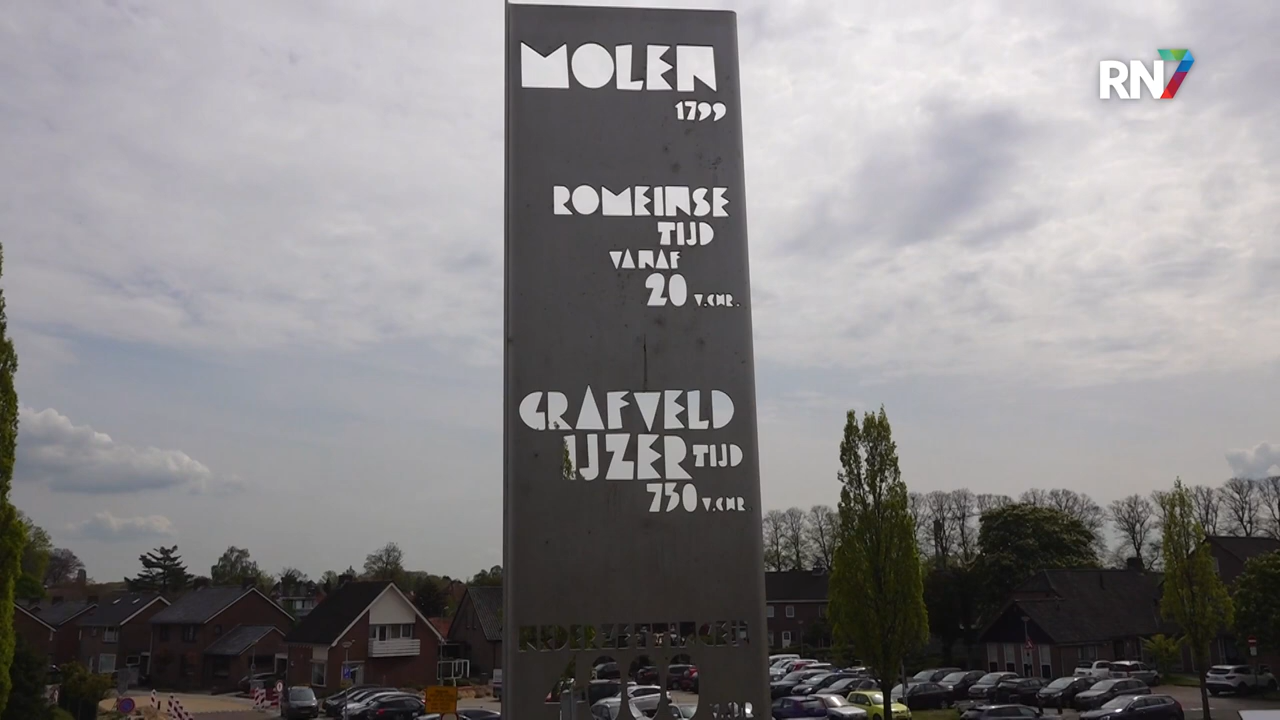 RN7
MOLEN
1799
ROMEINSE
TIJD
VANAF
20 V.CHR.
GRAFVELD
IJZER TIJD
750 V.CHR.